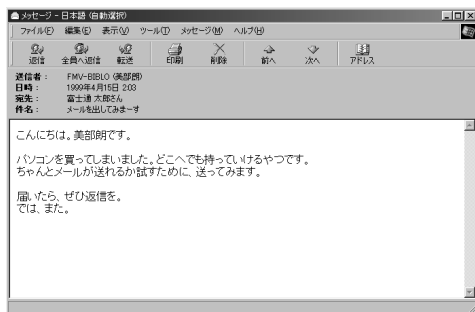 メッセージ - 日本語 (自動選択)
ファイル(F) 編集(E) 表示(V) ツール(T) メッセージ(M) ヘルプ(H)
返信 全員へ返信 転送 印刷 削除 前へ 次へ アドレス
送信者： FMV-BIBLO (美部朗)
日時： 1999年4月15日 2:03
宛先： 富士通 太郎さん
件名： メールを出してみまーす
こんにちは。美部朗です。
パソコンを買ってしまいました。どこへでも持っていけるやつです。
ちゃんとメールが送れるか試すために、送ってみます。
届いたら、ぜひ返信を。
では、また。